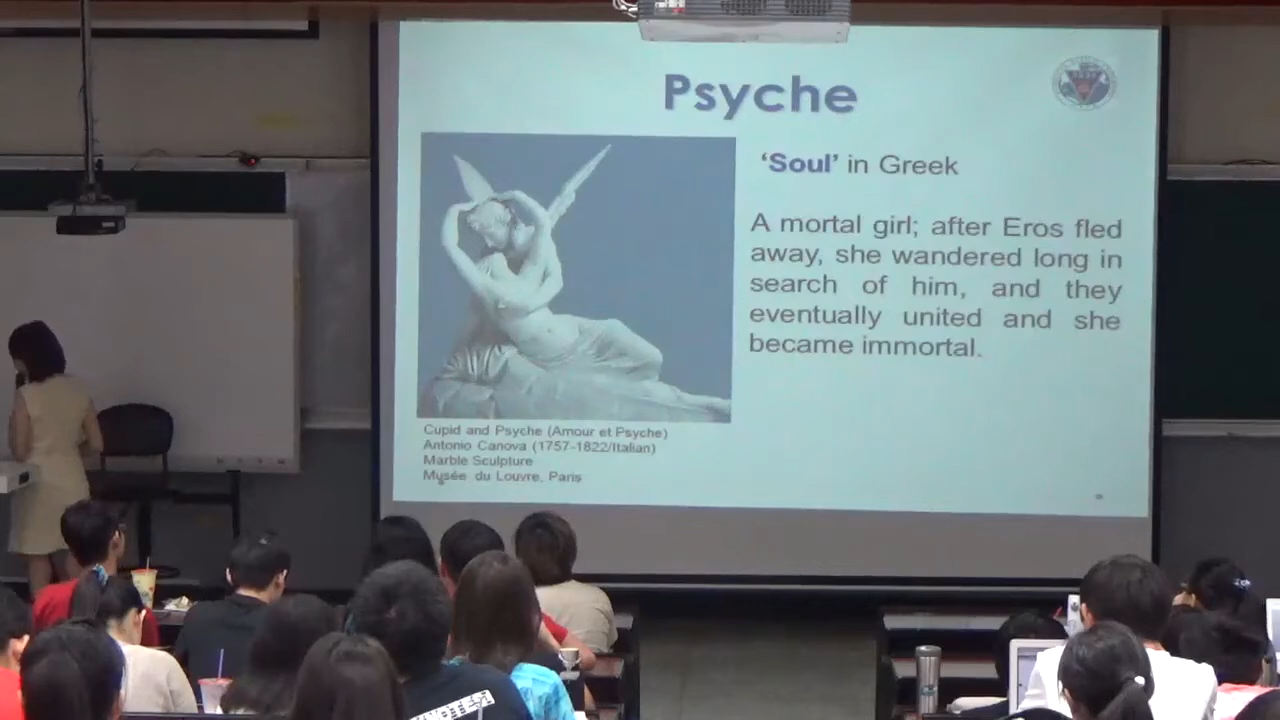 Psyche
‘Soul’ in Greek
A mortal girl; after Eros fled
away, she wandered long in
search of him, and they
eventually united and she
became immortal.
Cupid and Psyche (Amour et Psyche)
Antonio Canova (1757-1822/Italian)
Marble Sculpture
Musée du Louvre, Paris